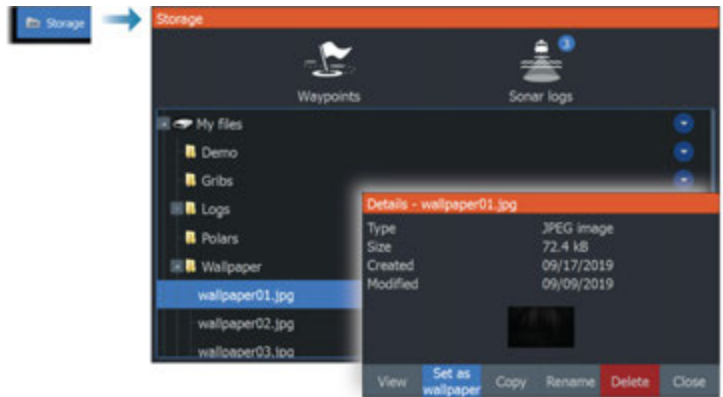 Storage
Storage
3
Waypoints
Sonar logs
My files
Demo
Gribs
Logs
Polars
Wallpaper
wallpaper01.jpg
wallpaper02.jpg
wallpaper03.jpg
Details - wallpaper01.jpg
Type JPEG image
Size 72.4 kB
Created 09/17/2019
Modified 09/09/2019
View Set as wallpaper Copy Rename Delete Close